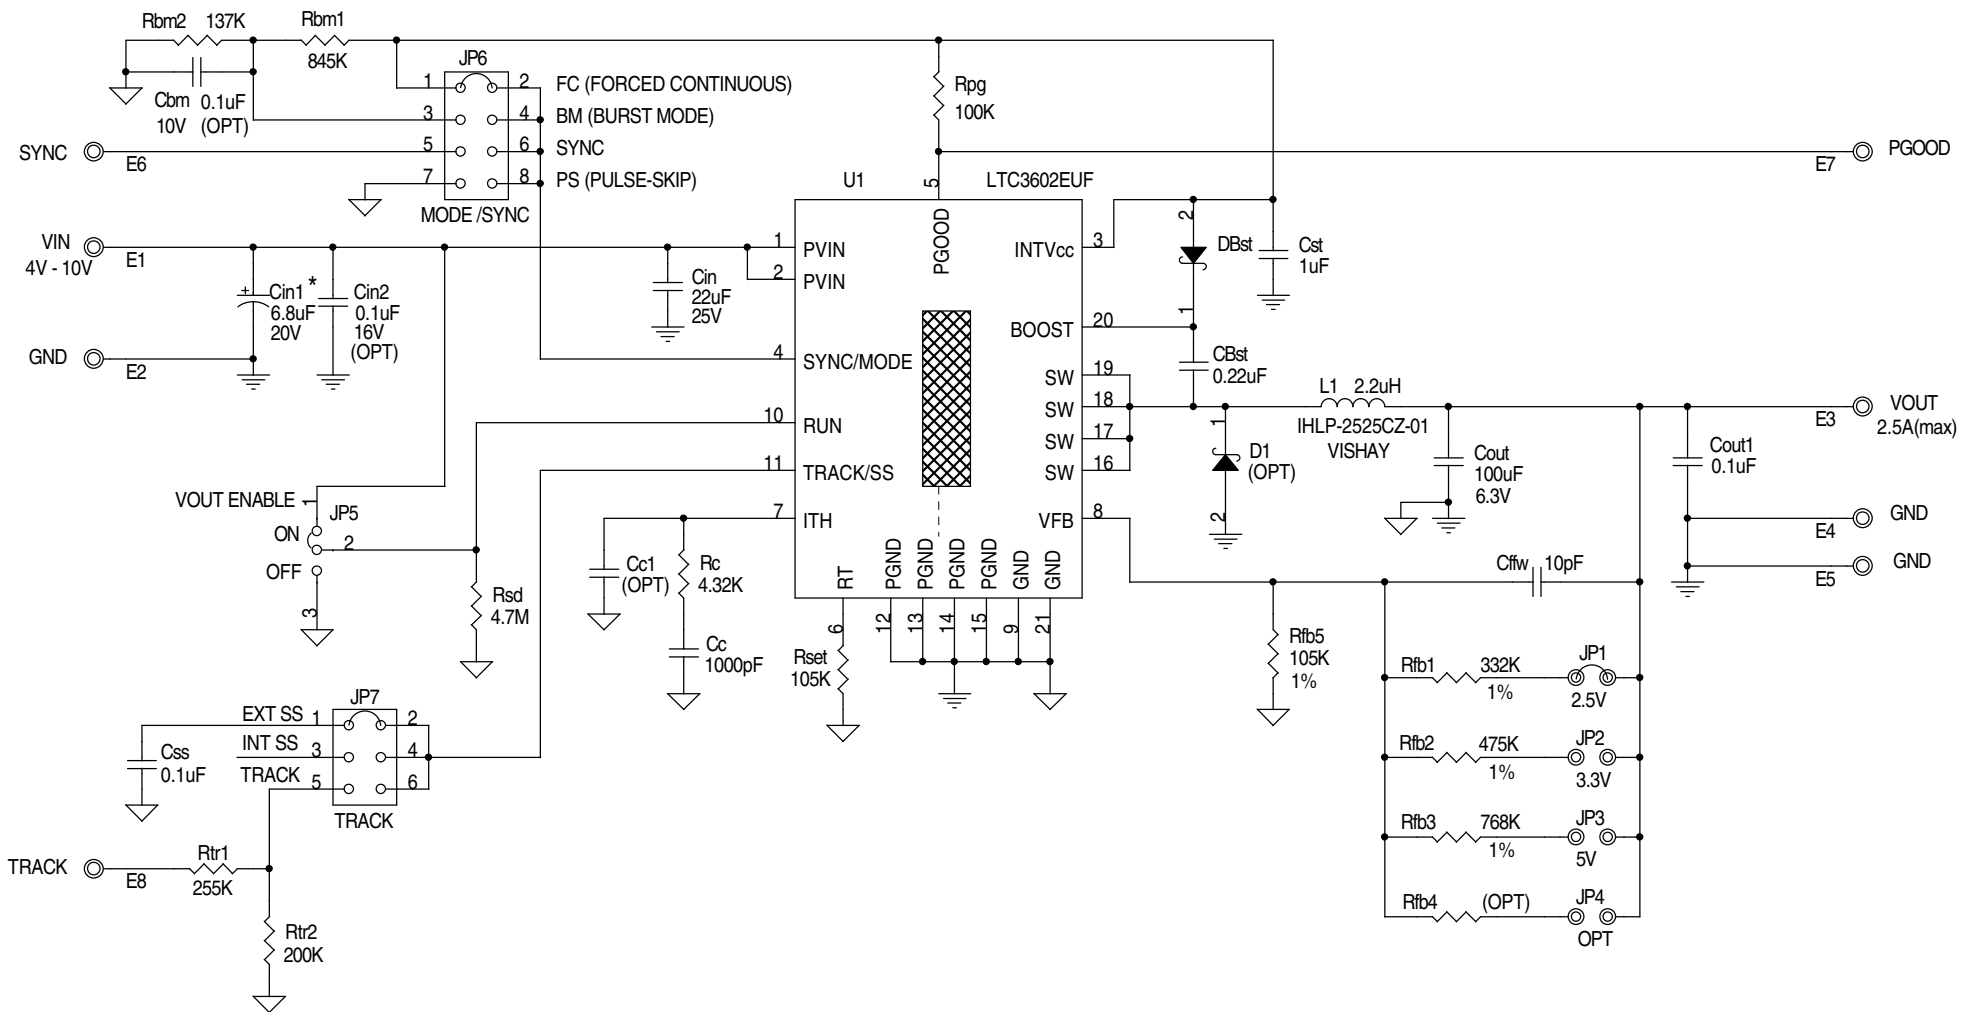 Rbm2 137K
Rbm1
845K
Cbm 0.1uF
10V (OPT)
JP6
1 2 FC (FORCED CONTINUOUS)
3 4 BM (BURST MODE)
5 6 SYNC
7 8 PS (PULSE-SKIP)
MODE /SYNC
SYNC E6
Rpg
100K
E7 PGOOD
VIN
4V - 10V
E1
GND E2
+ Cin1 *
6.8uF
20V
Cin2
0.1uF
16V
(OPT)
Cin
22uF
25V
U1 LTC3602EUF
5 PGOOD
1 PVIN
2 PVIN
4 SYNC/MODE
10 RUN
11 TRACK/SS
7 ITH
INTVcc 3
BOOST 20
SW 19
SW 18
SW 17
SW 16
VFB 8
RT 6
PGND 12
PGND 13
PGND 14
PGND 15
GND 9
GND 21
2 DBst 1
Cst
1uF
CBst
0.22uF
1 D1
(OPT)
2
L1 2.2uH
IHLP-2525CZ-01
VISHAY
Cout
100uF
6.3V
Cout1
0.1uF
E3 VOUT
2.5A(max)
E4 GND
E5 GND
VOUT ENABLE 1
JP5
ON 2
OFF
3
Rsd
4.7M
Cc1
(OPT)
Rc
4.32K
Cc
1000pF
Rset
105K
Cffw 10pF
Rfb5
105K
1%
Rfb1 332K
1%
JP1
2.5V
Rfb2 475K
1%
JP2
3.3V
Rfb3 768K
1%
JP3
5V
Rfb4 (OPT)
JP4
OPT
JP7
EXT SS 1 2
INT SS 3 4
TRACK 5 6
TRACK
Css
0.1uF
TRACK E8
Rtr1
255K
Rtr2
200K